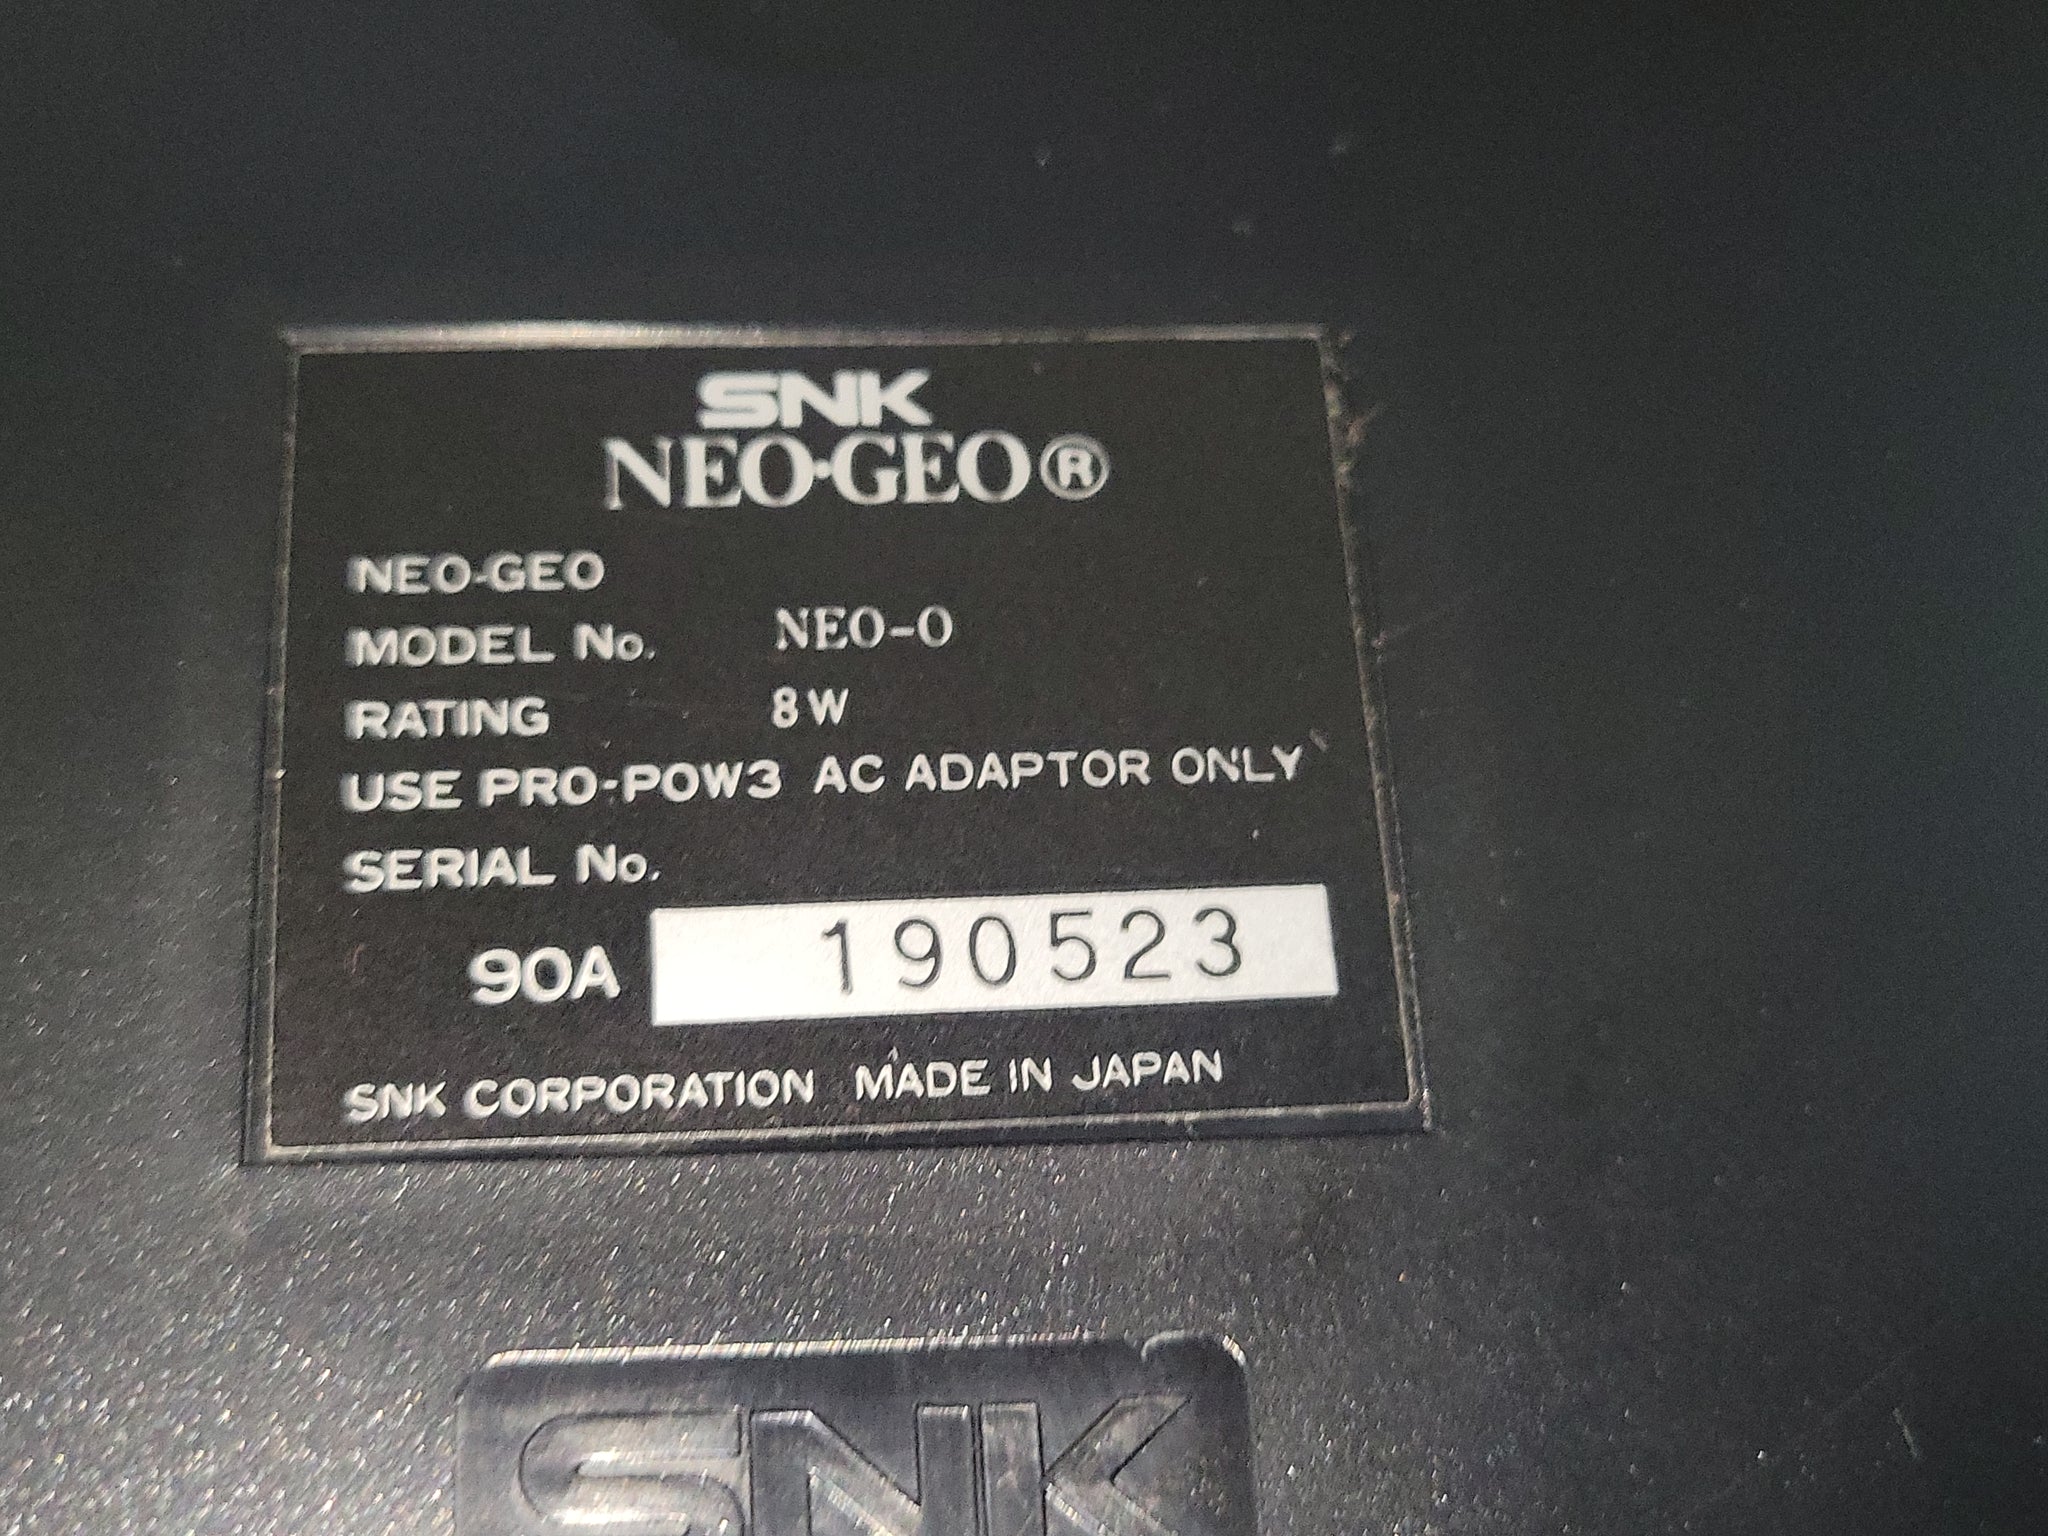 SNK
NEO·GEO®
NEO-GEO
MODEL No. NEO-O
RATING 8W
USE PRO-POW3 AC ADAPTOR ONLY
SERIAL No.
90A 190523
SNK CORPORATION MADE IN JAPAN
SNK